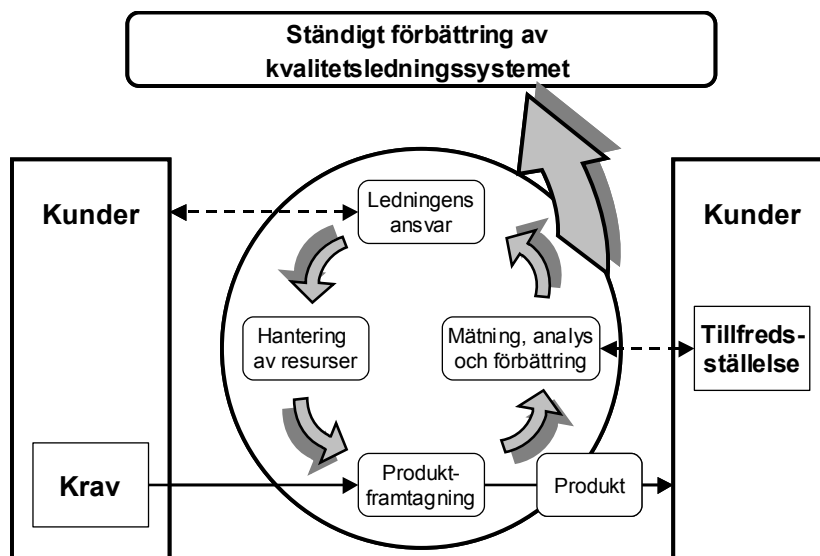 Ständigt förbättring av
kvalitetsledningssystemet
Kunder
Ledningens
ansvar
Kunder
Hantering
av resurser
Mätning, analys
och förbättring
Tillfreds-
ställelse
Krav
Produkt-
framtagning
Produkt